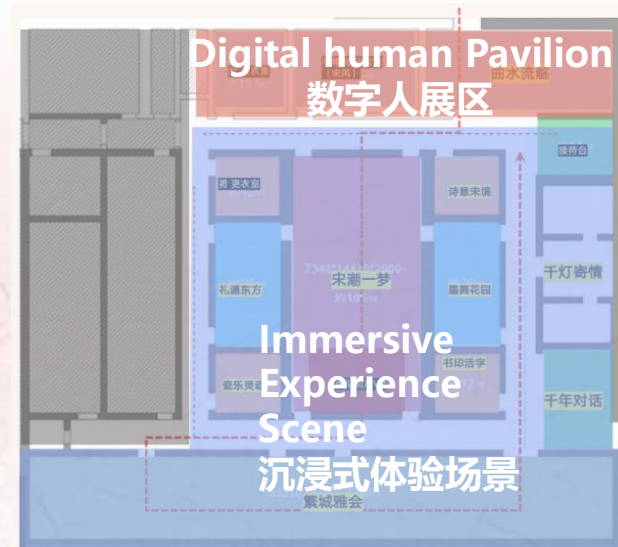 Digital human Pavilion
数字人展区
曲水流觞
接待台
男 更衣室
诗意宋境
千灯寄情
宋潮一梦
礼遇东方
墨舞花园
Immersive
Experience
Scene
沉浸式体验场景
书印活字
瓷乐灵动
千年对话
繁城雅会